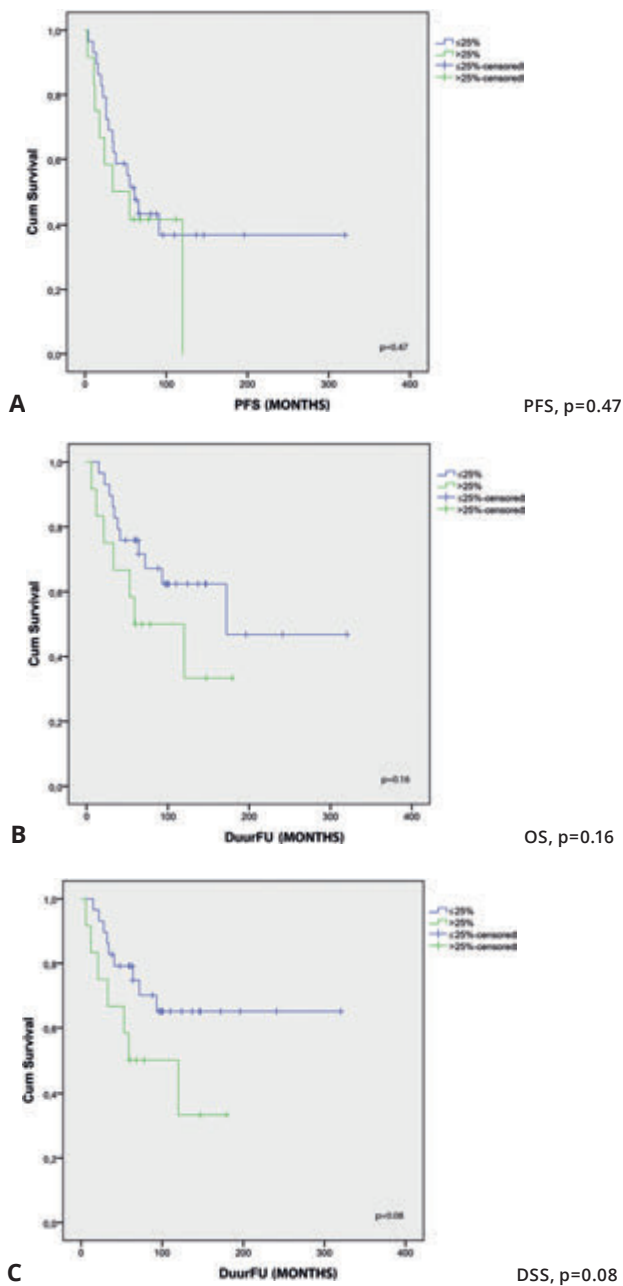 1,0
0,8
0,6
0,4
0,2
0,0
Cum Survival
0 100 200 300 400
PFS (MONTHS)
≤25%
>25%
≤25%-censored
>25%-censored
p=0.47
A
PFS, p=0.47
1,0
0,8
0,6
0,4
0,2
0,0
Cum Survival
0 100 200 300 400
DuurFU (MONTHS)
≤25%
>25%
≤25%-censored
>25%-censored
p=0.16
B
OS, p=0.16
1,0
0,8
0,6
0,4
0,2
0,0
Cum Survival
0 100 200 300 400
DuurFU (MONTHS)
≤25%
>25%
≤25%-censored
>25%-censored
p=0.08
C
DSS, p=0.08